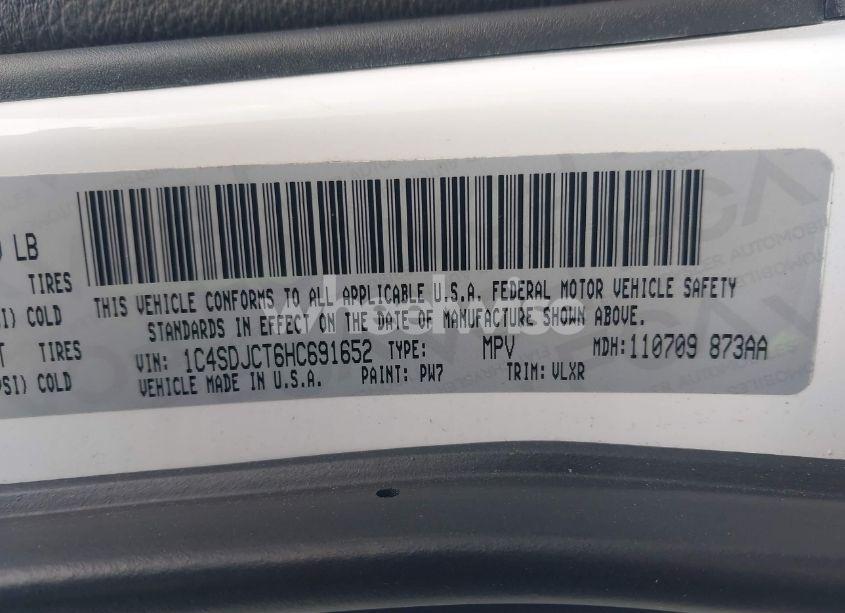 LB
TIRES
COLD
TIRES
COLD
THIS VEHICLE CONFORMS TO ALL APPLICABLE U.S.A. FEDERAL MOTOR VEHICLE SAFETY
STANDARDS IN EFFECT ON THE DATE OF MANUFACTURE SHOWN ABOVE.
VIN: 1C4SDJCT6HC691652 TYPE: MPV MDH:110709 873AA
VEHICLE MADE IN U.S.A. PAINT: PW7 TRIM:VLXR
wheelwise